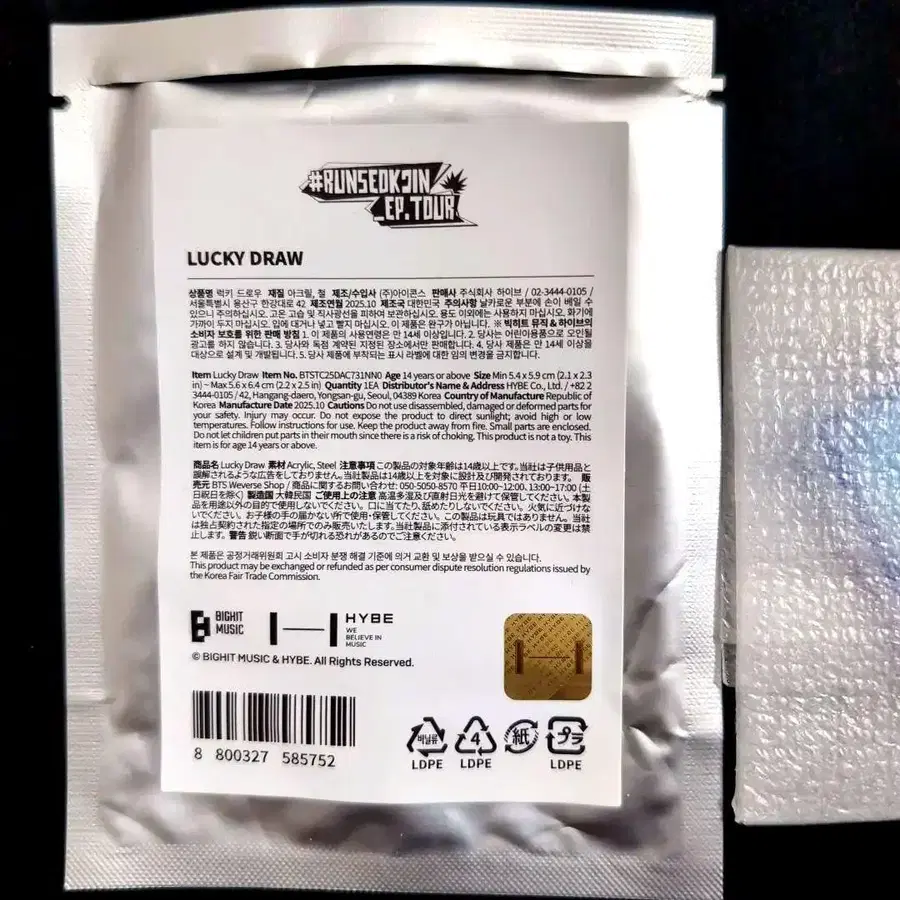 #RUNSEOKJIN
_EP.TOUR
LUCKY DRAW
상품명 럭키 드로우 재질 아크릴, 철 제조/수입사 (주)아이콘스 판매사 주식회사 하이브 / 02-3444-0105 /
서울특별시 용산구 한강대로 42 제조연월 2025.10 제조국 대한민국 주의사항 날카로운 부분에 손이 베일 수
있으니 주의하십시오. 고온 고습 및 직사광선을 피하여 보관하십시오. 용도 이외에는 사용하지 마십시오. 화기에
가까이 두지 마십시오. 입에 대거나 넣고 빨지 마십시오. 이 제품은 완구가 아닙니다. ※ 빅히트 뮤직 & 하이브의
소비자 보호를 위한 판매 방침 1. 이 제품의 사용연령은 만 14세 이상입니다. 2. 당사는 어린이용품으로 오인될
광고를 하지 않습니다. 3. 당사와 독점 계약된 지정된 장소에서만 판매합니다. 4. 당사 제품은 만 14세 이상을
대상으로 설계 및 개발됩니다. 5. 당사 제품에 부착되는 표시 라벨에 대한 임의 변경을 금지합니다.
Item Lucky Draw Item No. BTSTC25DAC731NN0 Age 14 years or above Size Min 5.4 x 5.9 cm (2.1 x 2.3
in) ~ Max 5.6 x 6.4 cm (2.2 x 2.5 in) Quantity 1EA Distributor's Name & Address HYBE Co., Ltd. / +82 2
3444-0105 / 42, Hangang-daero, Yongsan-gu, Seoul, 04389 Korea Country of Manufacture Republic of
Korea Manufacture Date 2025.10 Cautions Do not use disassembled, damaged or deformed parts for
your safety. Injury may occur. Do not expose the product to direct sunlight; avoid high or low
temperatures. Follow instructions for use. Keep the product away from fire. Small parts are enclosed.
Do not let children put parts in their mouth since there is a risk of choking. This product is not a toy. This
item is for age 14 years or above.
商品名 Lucky Draw 素材 Acrylic, Steel 注意事項 この製品の対象年齢は14歳以上です。当社は子供用品と
誤解されるような広告をしておりません。当社製品は14歳以上を対象に設計及び開発されております。 販
売元 BTS Weverse Shop / 商品に関するお問い合わせ: 050-5050-8570 平日10:00~12:00、13:00~17:00 (土
日祝日を除く) 製造国 大韓民国 ご使用上の注意 高温多湿及び直射日光を避けて保管してください。本製
品を用途以外の目的で使用しないでください。口に当てたり、舐めたりしないでください。火気に近づけな
いでください。お子様の手の届かない所で使用・保管してください。この製品は玩具ではありません。当社
は独占契約された指定の場所でのみ販売いたします。当社製品に添付されている表示ラベルの変更は禁
止します。警告 鋭い断面で手が切れる恐れがあるのでご注意ください。
본 제품은 공정거래위원회 고시 소비자 분쟁 해결 기준에 의거 교환 및 보상을 받으실 수 있습니다.
This product may be exchanged or refunded as per consumer dispute resolution regulations issued by
the Korea Fair Trade Commission.
BIGHIT
MUSIC
HYBE
WE
BELIEVE IN
MUSIC
© BIGHIT MUSIC & HYBE. All Rights Reserved.
8 800327 585752
비닐류
LDPE
4
LDPE
紙
プラ
LDPE